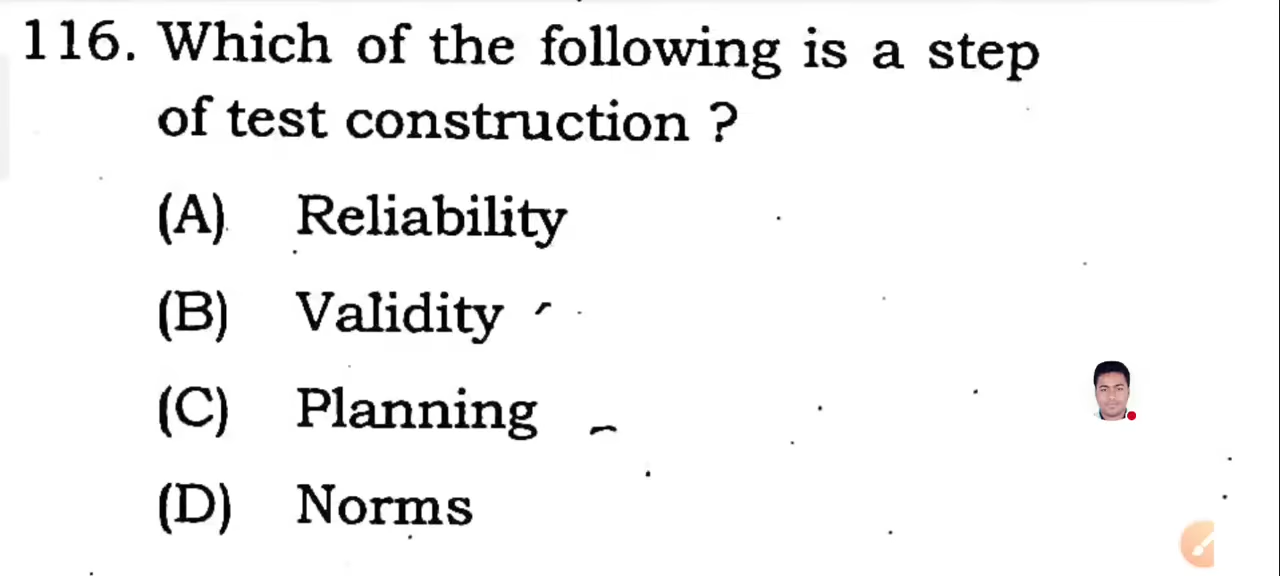 116. Which of the following is a step
of test construction ?
(A) Reliability
(B) Validity
(C) Planning
(D) Norms